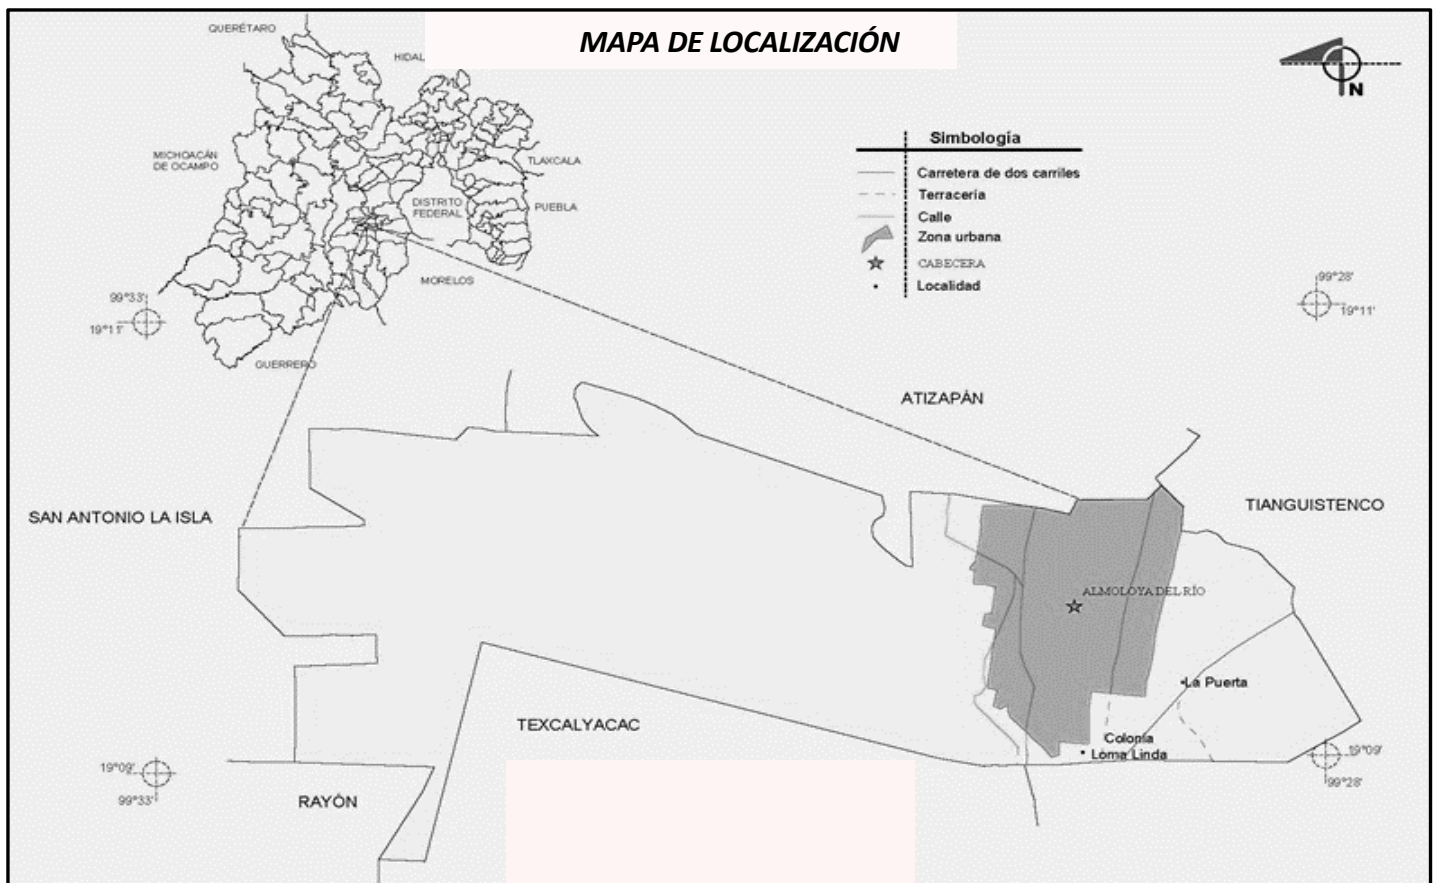 MAPA DE LOCALIZACIÓN
QUERÉTARO
HIDAL
MICHOACÁN
DE OCAMPO
TLAXCALA
DISTRITO
FEDERAL
PUEBLA
MORELOS
GUERRERO
N
Simbología
Carretera de dos carriles
Terracería
Calle
Zona urbana
CABECERA
Localidad
99°33'
19°11'
99°28'
19°11'
ATIZAPÁN
SAN ANTONIO LA ISLA
TIANGUISTENCO
ALMOLOYA DEL RÍO
La Puerta
TEXCALYACAC
Colonia
Loma Linda
19°09'
99°33'
19°09'
99°28'
RAYÓN